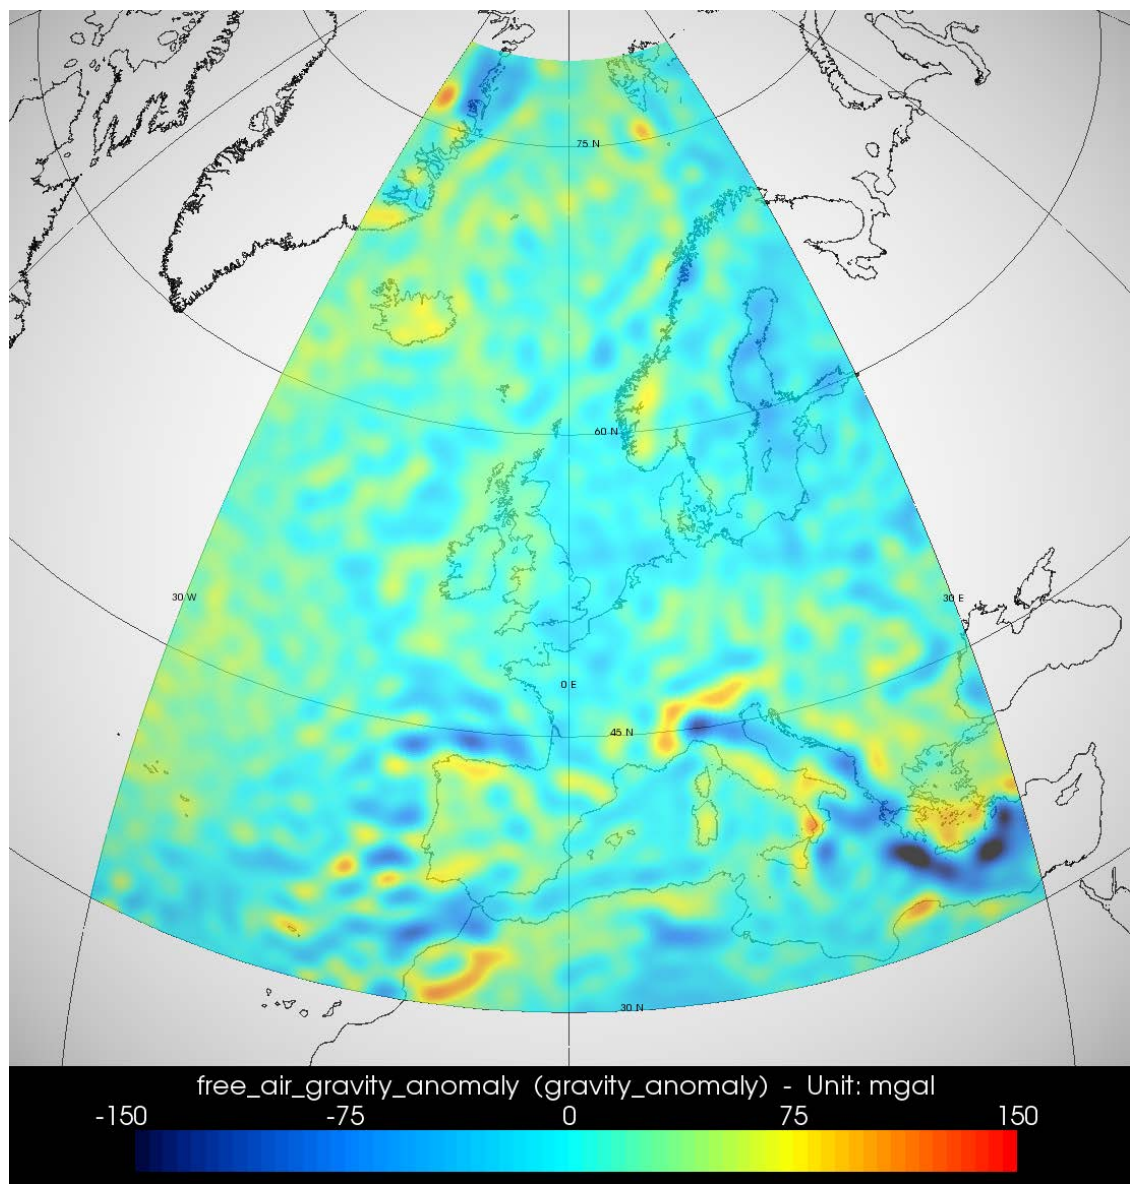 75 N
60 N
30 W
30 E
0 E
45 N
30 N
free_air_gravity_anomaly (gravity_anomaly) - Unit: mgal
-150 -75 0 75 150